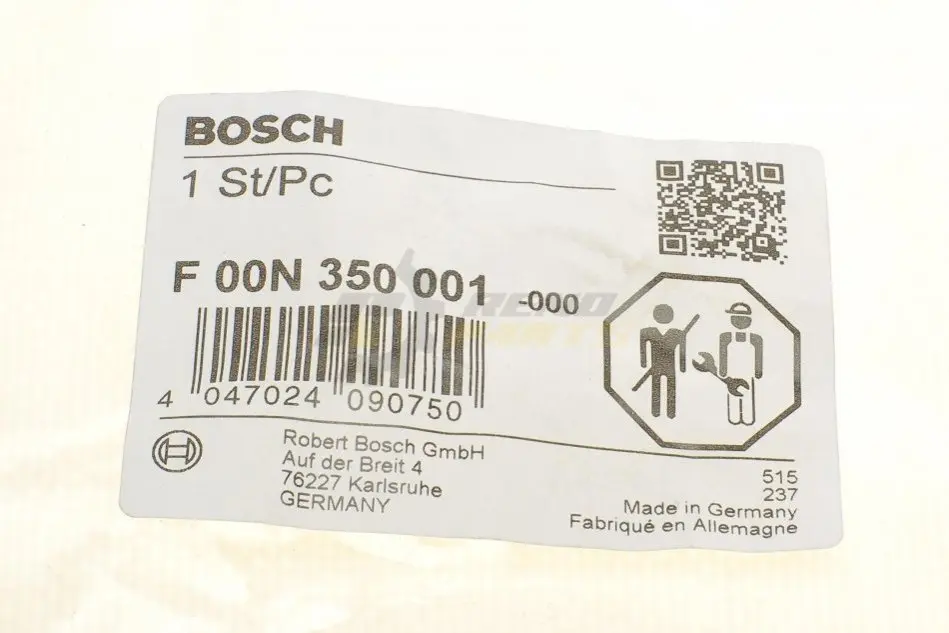 BOSCH
1 St/Pc
F 00N 350 001 -000
4 047024 090750
Robert Bosch GmbH
Auf der Breit 4
76227 Karlsruhe
GERMANY
515
237
Made in Germany
Fabriqué en Allemagne